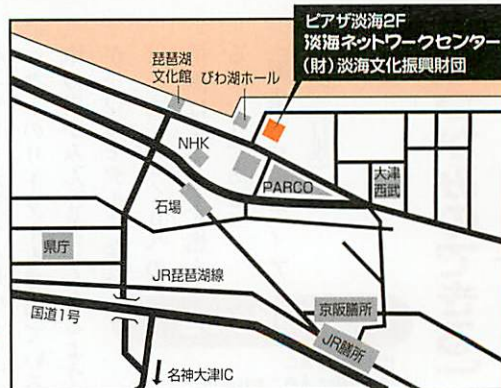 ピアザ淡海2F
淡海ネットワークセンター
(財)淡海文化振興財団
琵琶湖
文化館
びわ湖ホール
NHK
PARCO
大津
西武
石場
県庁
JR琵琶湖線
国道1号
京阪膳所
JR膳所
名神大津IC